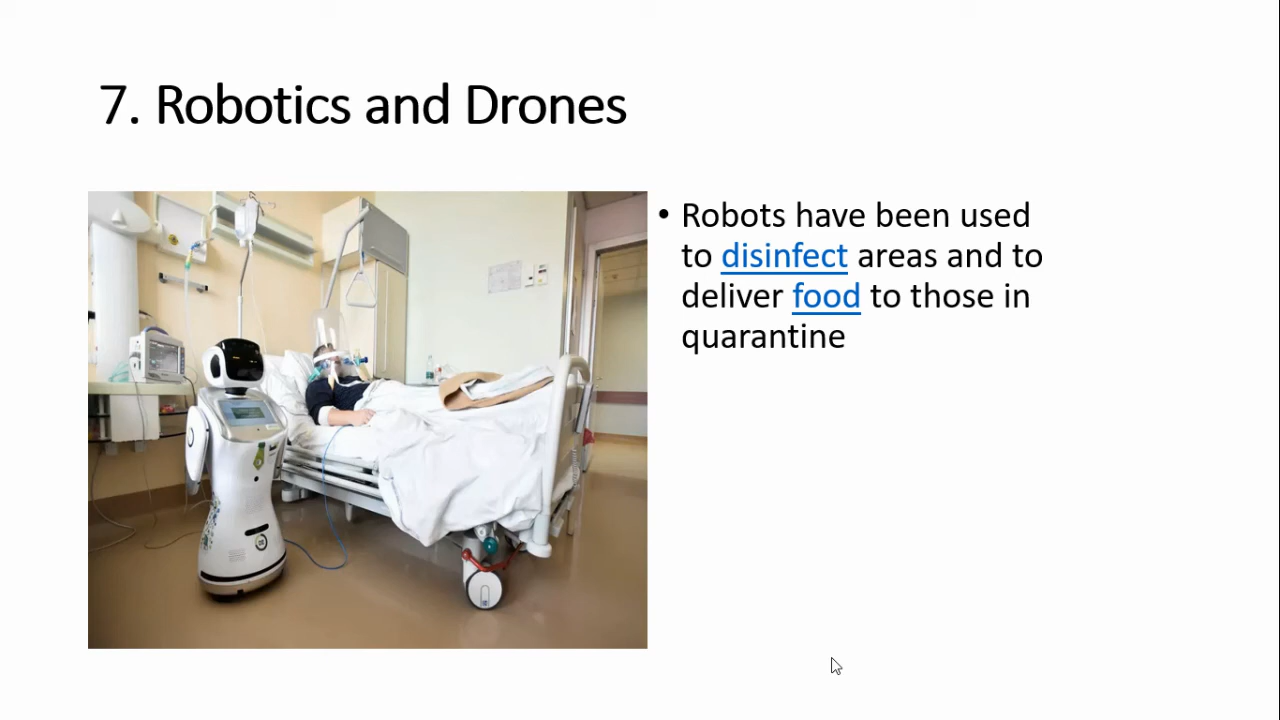 7. Robotics and Drones
• Robots have been used
to disinfect areas and to
deliver food to those in
quarantine